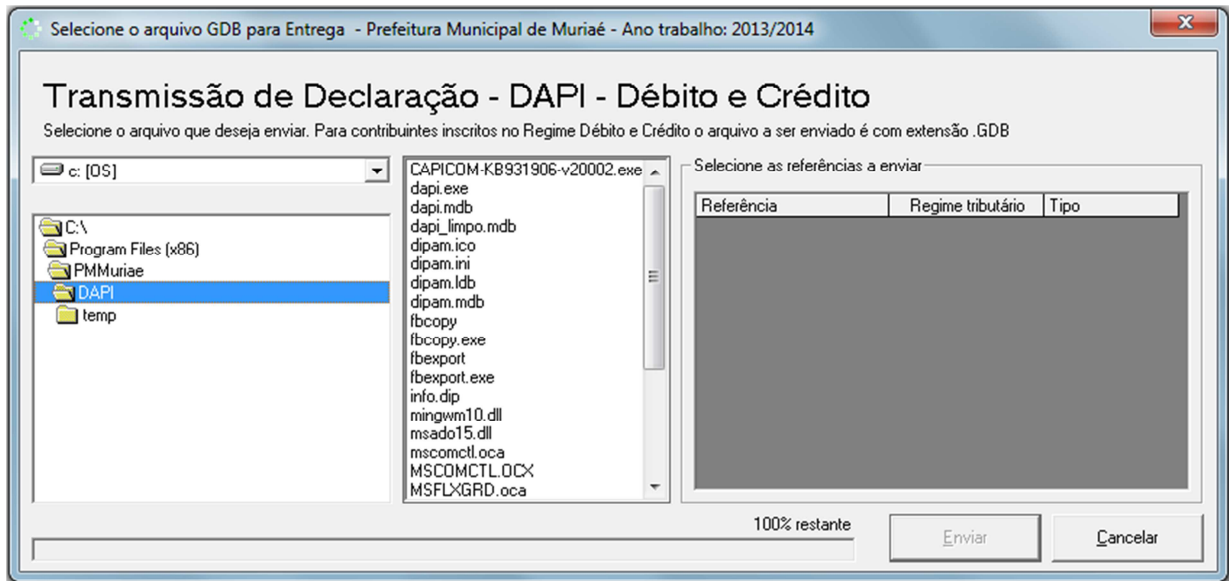 Selecione o arquivo GDB para Entrega - Prefeitura Municipal de Muriaé - Ano trabalho: 2013/2014
Transmissão de Declaração - DAPI - Débito e Crédito
Selecione o arquivo que deseja enviar. Para contribuintes inscritos no Regime Débito e Crédito o arquivo a ser enviado é com extensão .GDB
c: [OS]
C:\
Program Files (x86)
PMMuriae
DAPI
temp
CAPICOM-KB931906-v20002.exe
dapi.exe
dapi.mdb
dapi_limpo.mdb
dipam.ico
dipam.ini
dipam.ldb
dipam.mdb
fbcopy
fbcopy.exe
fbexport
fbexport.exe
info.dip
mingwm10.dll
msado15.dll
mscomctl.oca
MSCOMCTL.OCX
MSFLXGRD.oca
Selecione as referências a enviar
Referência Regime tributário Tipo
100% restante
Enviar
Cancelar